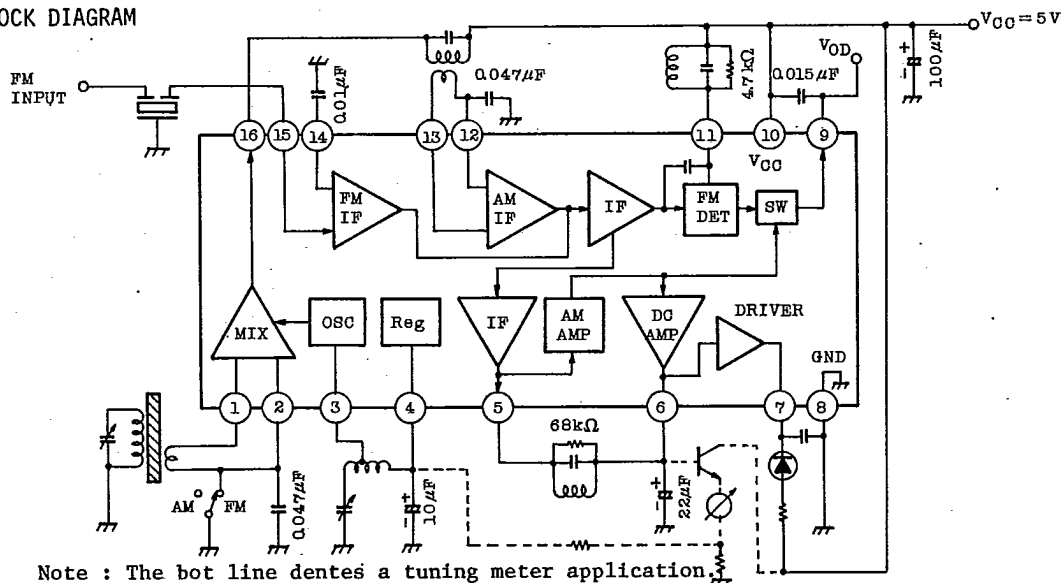 OCK DIAGRAM
VCC=5V
FM
INPUT
0.01μF
0.047μF
4.7kΩ
0.015μF
VOD
100μF
- +
16
15
14
13
12
11
10
9
VCC
FM
IF
AM
IF
IF
FM
DET
SW
MIX
OSC
Reg
IF
AM
AMP
DC
AMP
DRIVER
GND
1
2
3
4
5
6
7
8
68kΩ
AM
FM
0.047μF
- +
10μF
- +
22μF
Note : The bot line dentes a tuning meter application.